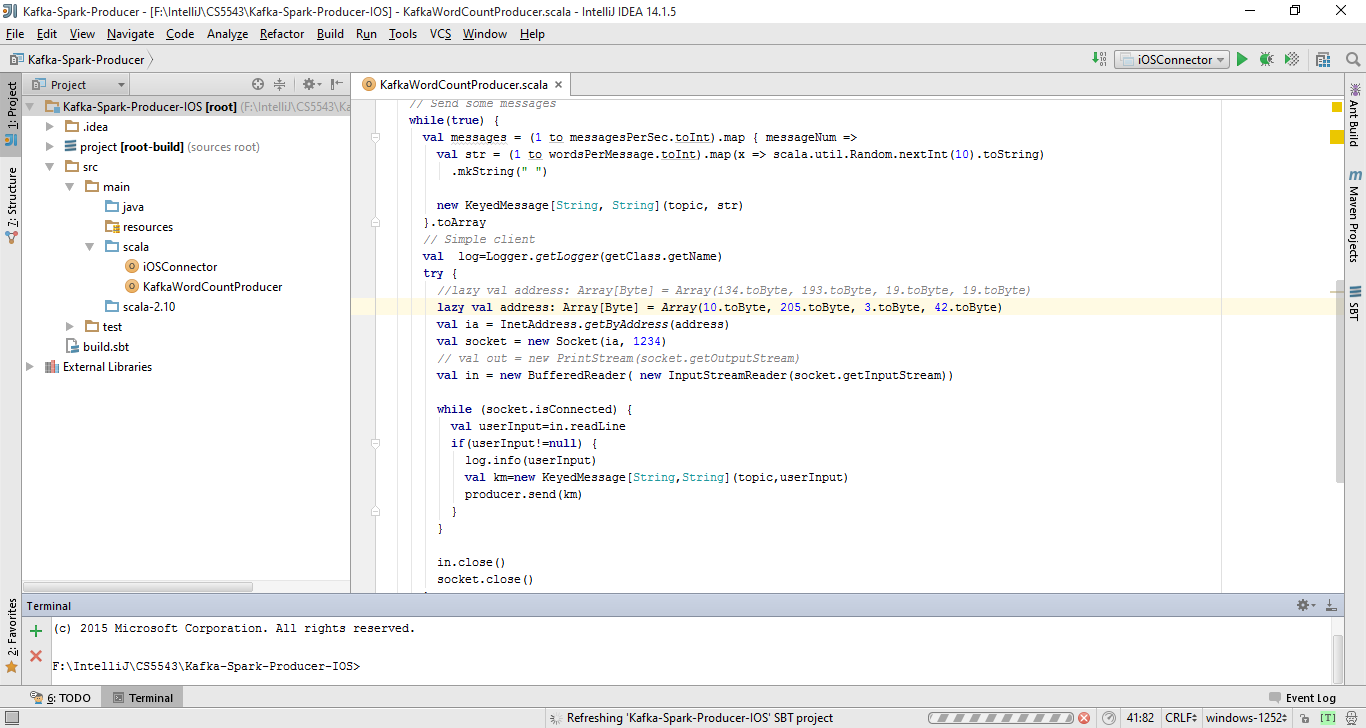 Kafka-Spark-Producer - [F:\IntelliJ\CS5543\Kafka-Spark-Producer-IOS] - KafkaWordCountProducer.scala - IntelliJ IDEA 14.1.5
File Edit View Navigate Code Analyze Refactor Build Run Tools VCS Window Help
Kafka-Spark-Producer
iOSConnector
Project
KafkaWordCountProducer.scala
1: Project
7: Structure
2: Favorites
Kafka-Spark-Producer-IOS [root] (F:\IntelliJ\CS5543\Ka
.idea
project [root-build] (sources root)
src
main
java
resources
scala
iOSConnector
KafkaWordCountProducer
scala-2.10
test
build.sbt
External Libraries
// Send some messages
while(true) {
val messages = (1 to messagesPerSec.toInt).map { messageNum =>
val str = (1 to wordsPerMessage.toInt).map(x => scala.util.Random.nextInt(10).toString)
.mkString(" ")
new KeyedMessage[String, String](topic, str)
}.toArray
// Simple client
val  log=Logger.getLogger(getClass.getName)
try {
//lazy val address: Array[Byte] = Array(134.toByte, 193.toByte, 19.toByte, 19.toByte)
lazy val address: Array[Byte] = Array(10.toByte, 205.toByte, 3.toByte, 42.toByte)
val ia = InetAddress.getByAddress(address)
val socket = new Socket(ia, 1234)
// val out = new PrintStream(socket.getOutputStream)
val in = new BufferedReader( new InputStreamReader(socket.getInputStream))
while (socket.isConnected) {
val userInput=in.readLine
if(userInput!=null) {
log.info(userInput)
val km=new KeyedMessage[String,String](topic,userInput)
producer.send(km)
}
}
in.close()
socket.close()
Ant Build
Maven Projects
SBT
Terminal
(c) 2015 Microsoft Corporation. All rights reserved.
F:\IntelliJ\CS5543\Kafka-Spark-Producer-IOS>
6: TODO Terminal Event Log
Refreshing 'Kafka-Spark-Producer-IOS' SBT project 41:82 CRLF windows-1252 [T]